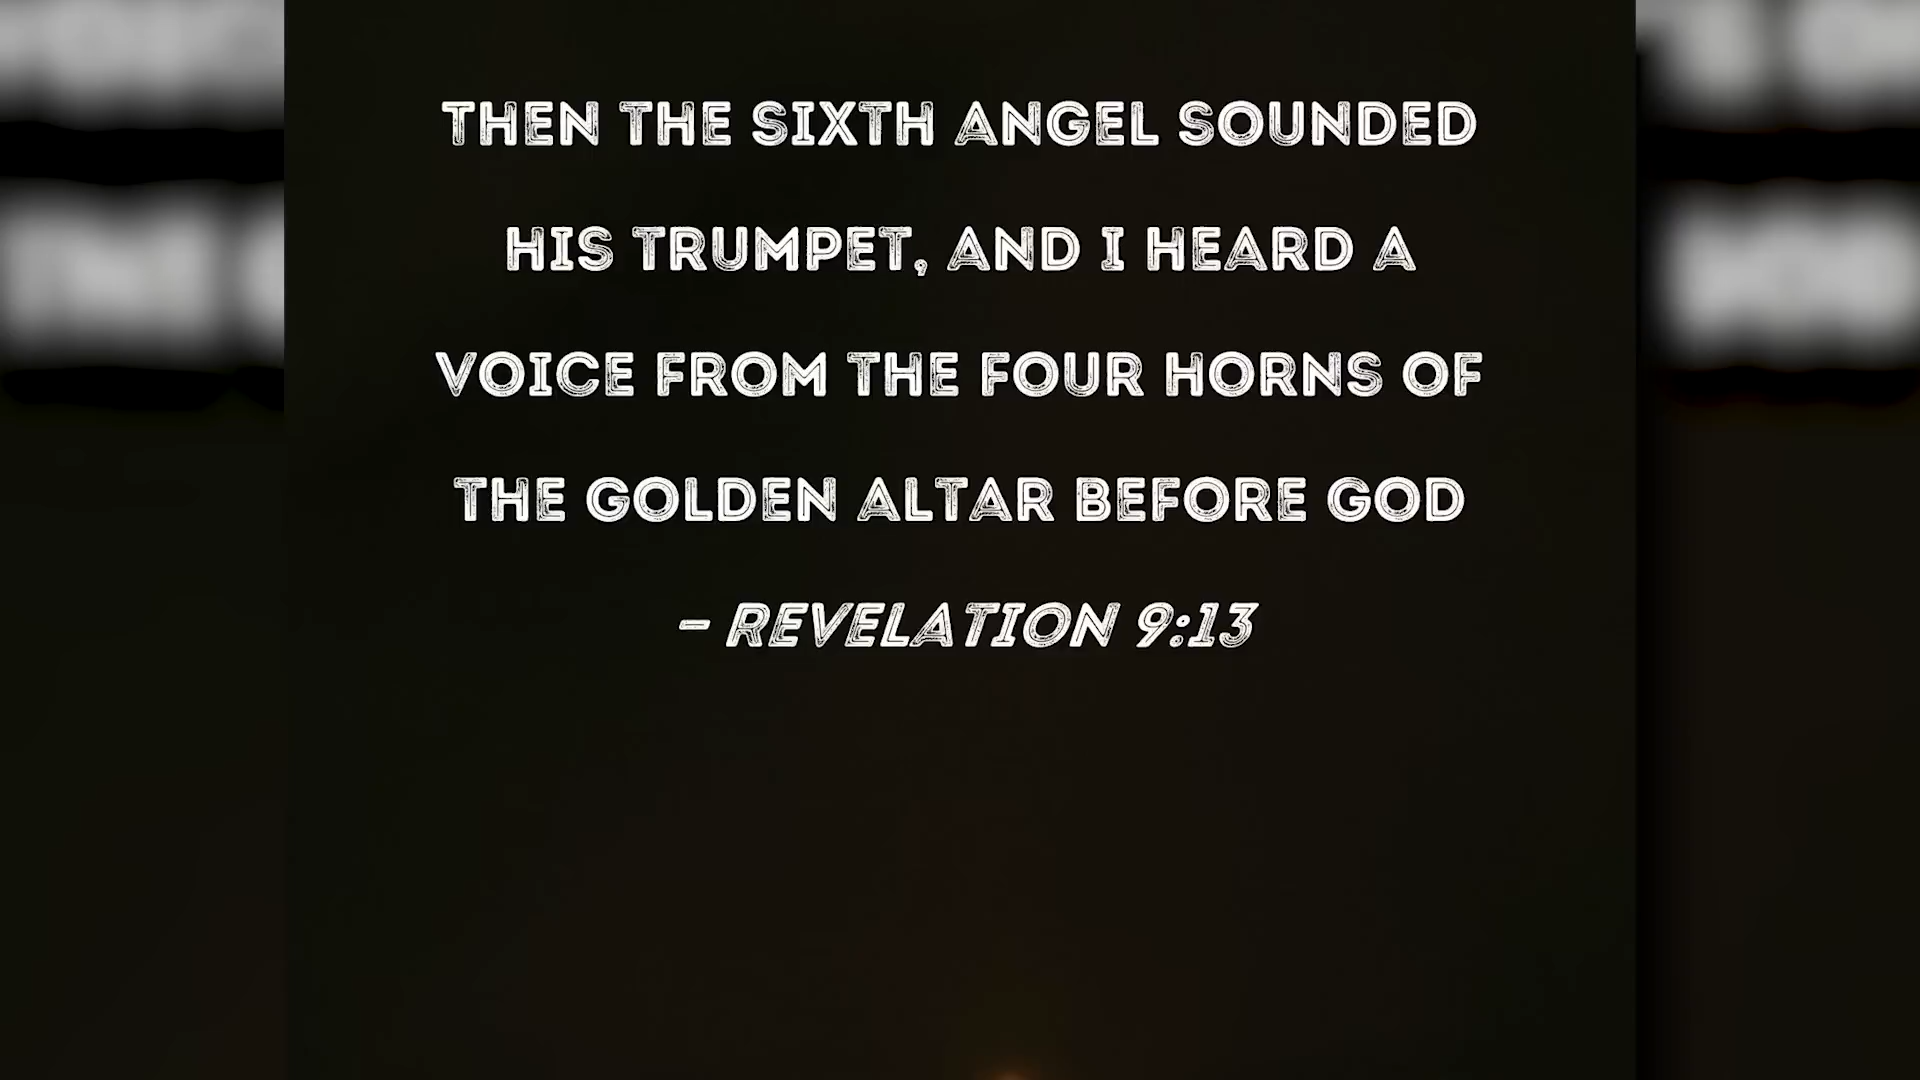 THEN THE SIXTH ANGEL SOUNDED
HIS TRUMPET, AND I HEARD A
VOICE FROM THE FOUR HORNS OF
THE GOLDEN ALTAR BEFORE GOD
– REVELATION 9:13